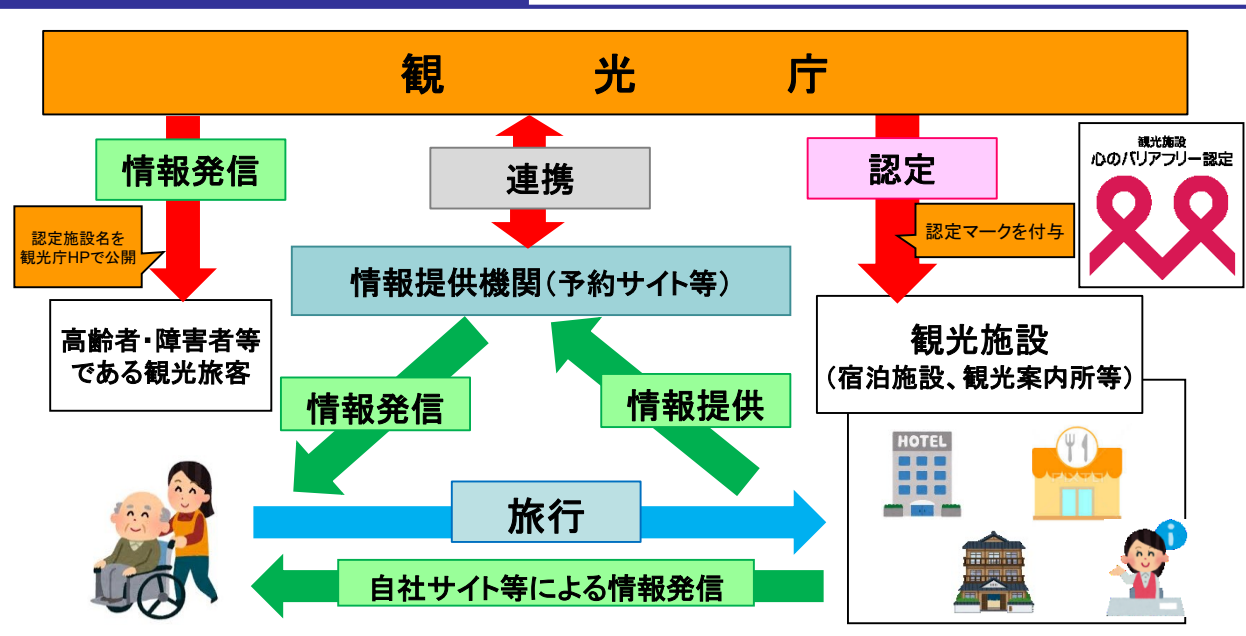 観光庁
情報発信
連携
認定
観光施設
心のバリアフリー認定
認定施設名を
観光庁HPで公開
認定マークを付与
情報提供機関(予約サイト等)
高齢者・障害者等
である観光旅客
観光施設
(宿泊施設、観光案内所等)
情報発信
情報提供
HOTEL
旅行
自社サイト等による情報発信